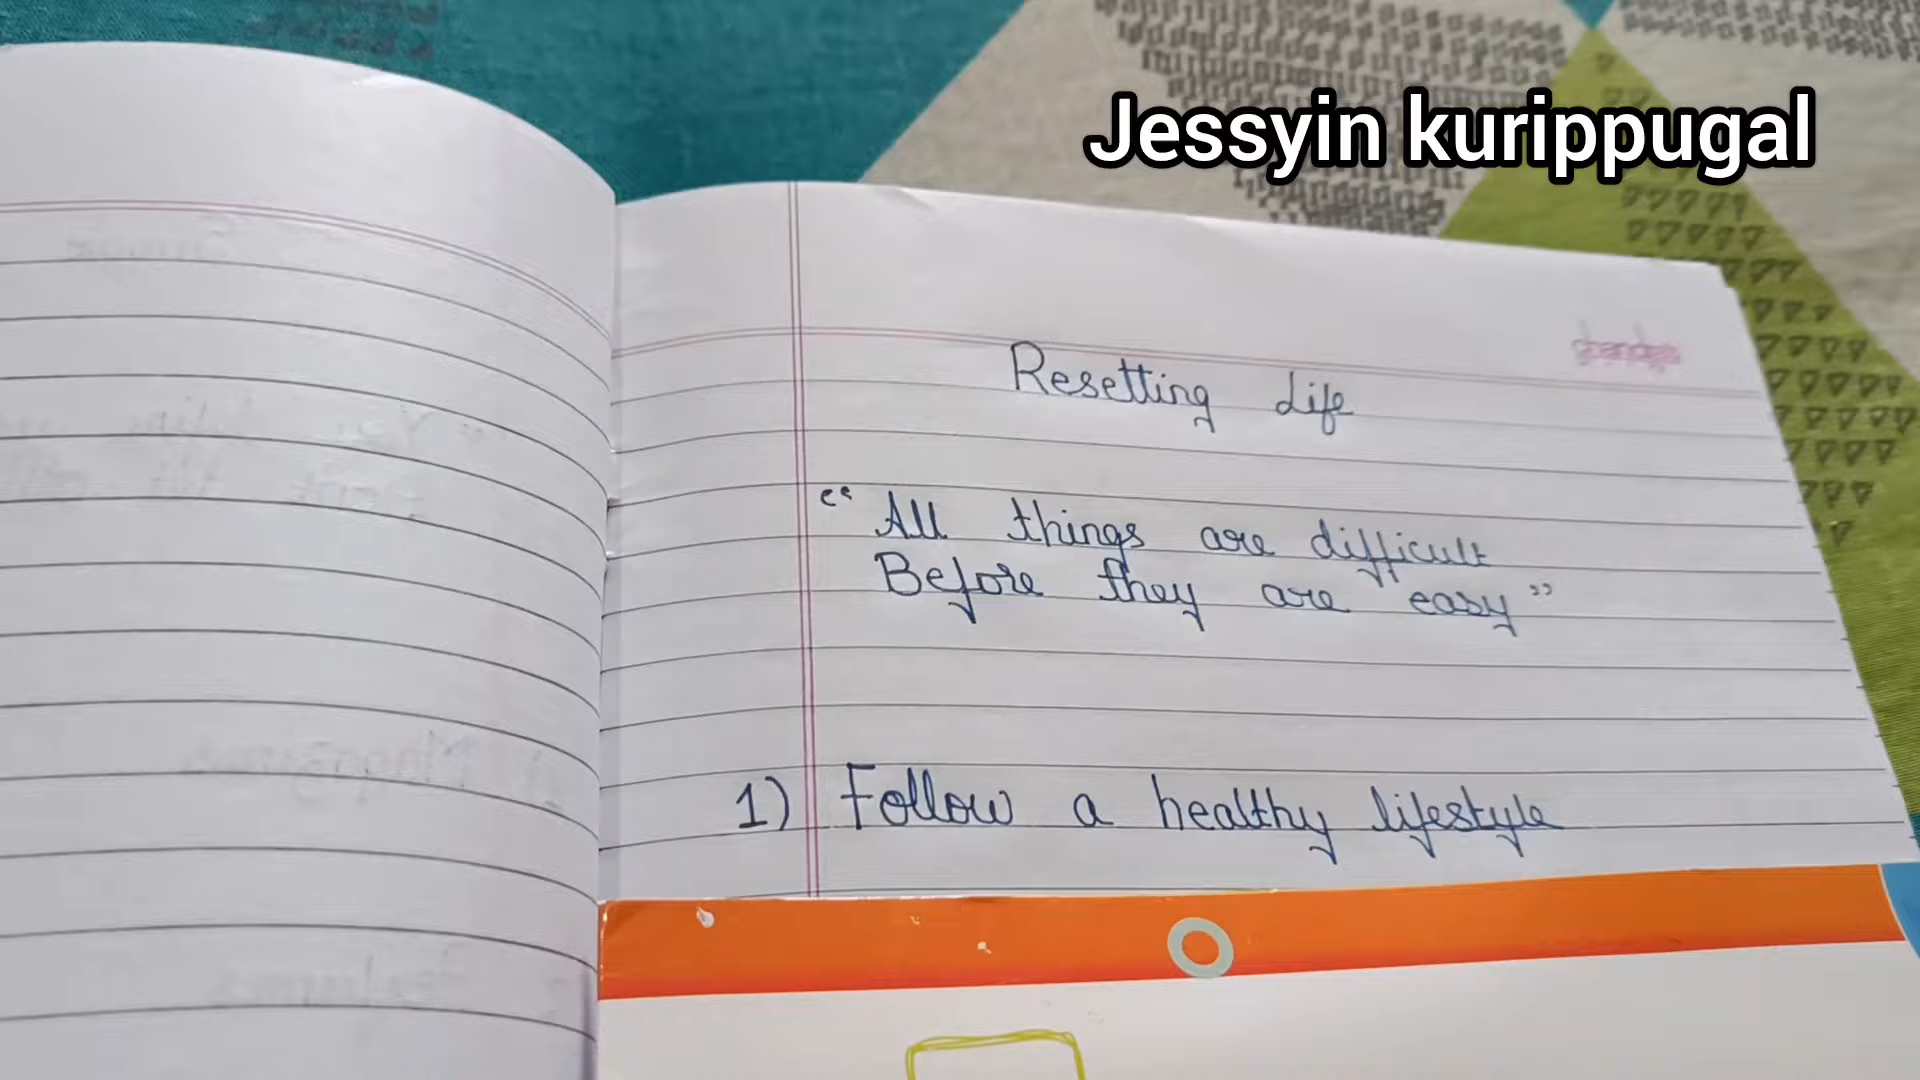 Jessyin kurippugal
Resetting Life
“ All things are difficult
Before they are easy ”
1) Follow a healthy lifestyle